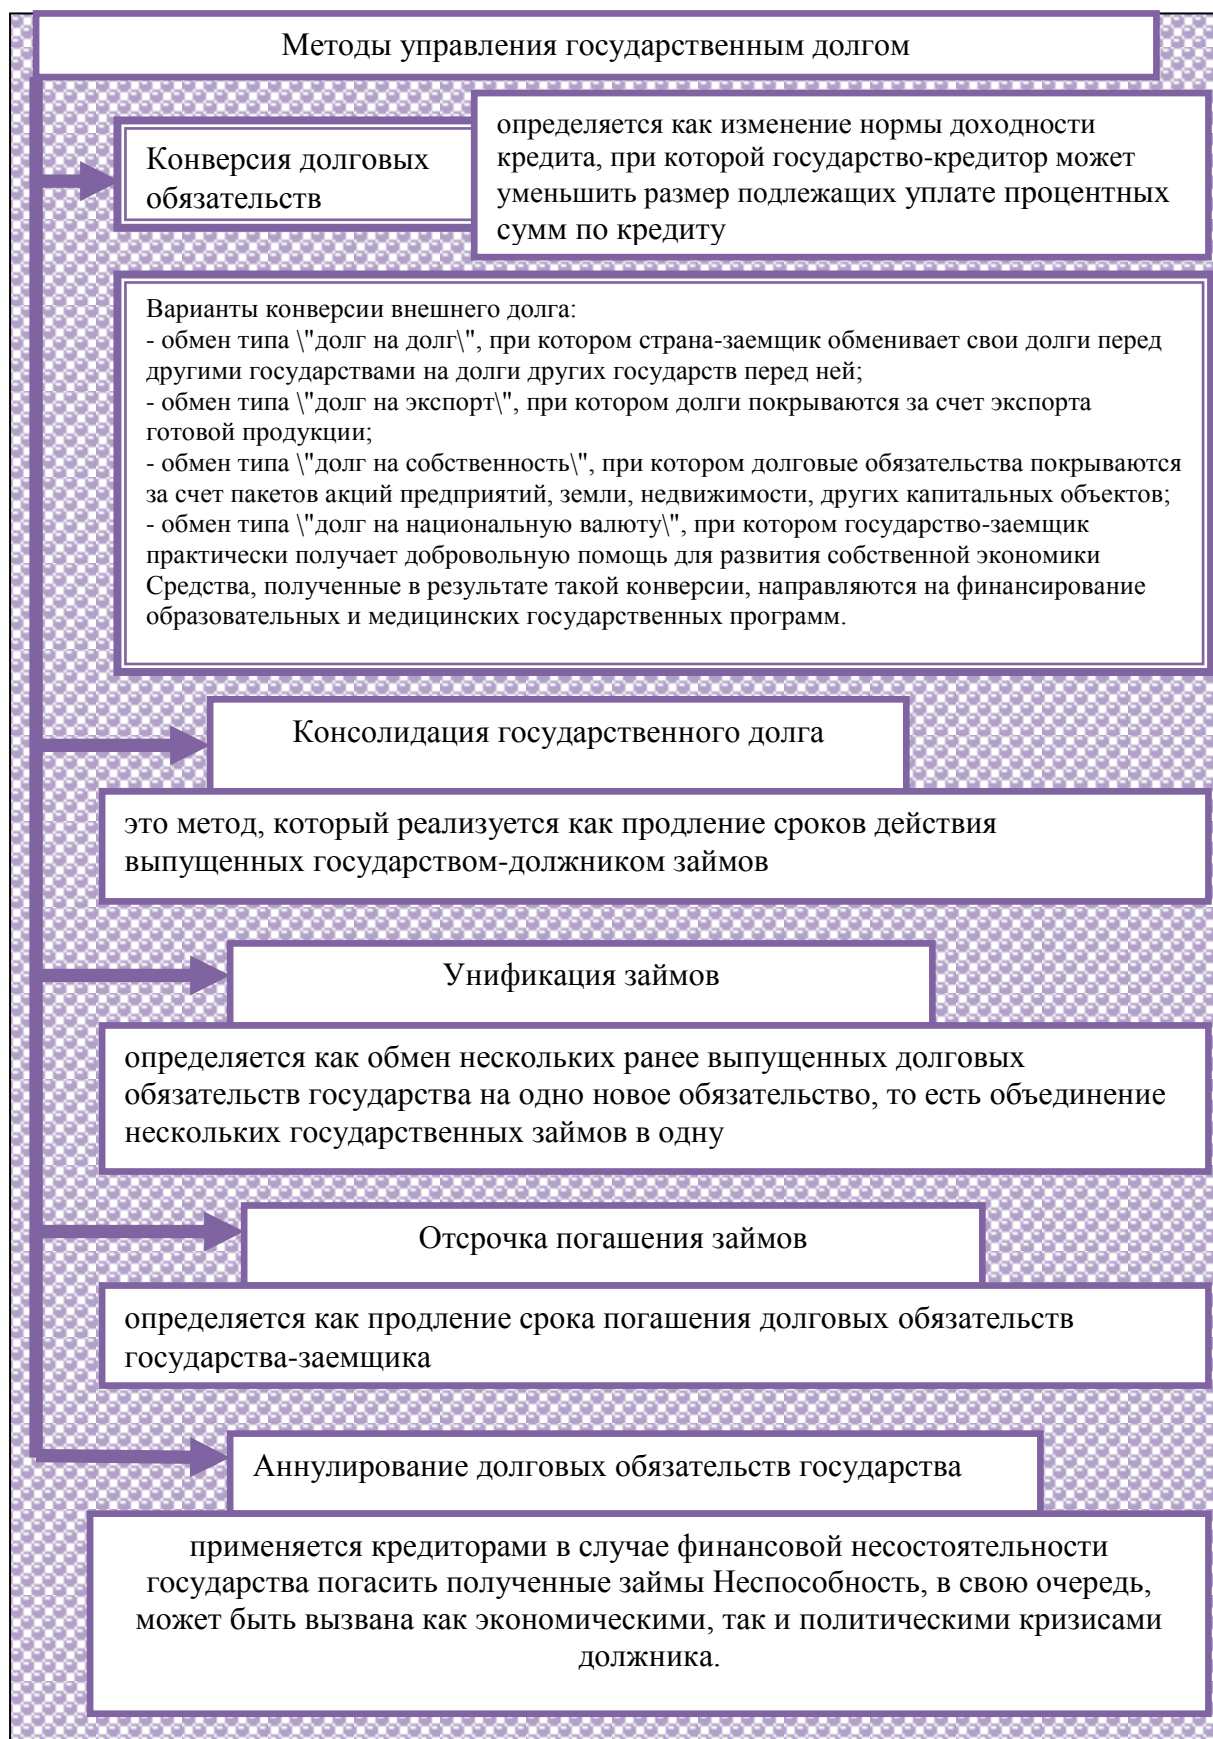 Методы управления государственным долгом
Конверсия долговых
обязательств
определяется как изменение нормы доходности
кредита, при которой государство-кредитор может
уменьшить размер подлежащих уплате процентных
сумм по кредиту
Варианты конверсии внешнего долга:
- обмен типа \"долг на долг\", при котором страна-заемщик обменивает свои долги перед
другими государствами на долги других государств перед ней;
- обмен типа \"долг на экспорт\", при котором долги покрываются за счет экспорта
готовой продукции;
- обмен типа \"долг на собственность\", при котором долговые обязательства покрываются
за счет пакетов акций предприятий, земли, недвижимости, других капитальных объектов;
- обмен типа \"долг на национальную валюту\", при котором государство-заемщик
практически получает добровольную помощь для развития собственной экономики
Средства, полученные в результате такой конверсии, направляются на финансирование
образовательных и медицинских государственных программ.
Консолидация государственного долга
это метод, который реализуется как продление сроков действия
выпущенных государством-должником займов
Унификация займов
определяется как обмен нескольких ранее выпущенных долговых
обязательств государства на одно новое обязательство, то есть объединение
нескольких государственных займов в одну
Отсрочка погашения займов
определяется как продление срока погашения долговых обязательств
государства-заемщика
Аннулирование долговых обязательств государства
применяется кредиторами в случае финансовой несостоятельности
государства погасить полученные займы Неспособность, в свою очередь,
может быть вызвана как экономическими, так и политическими кризисами
должника.